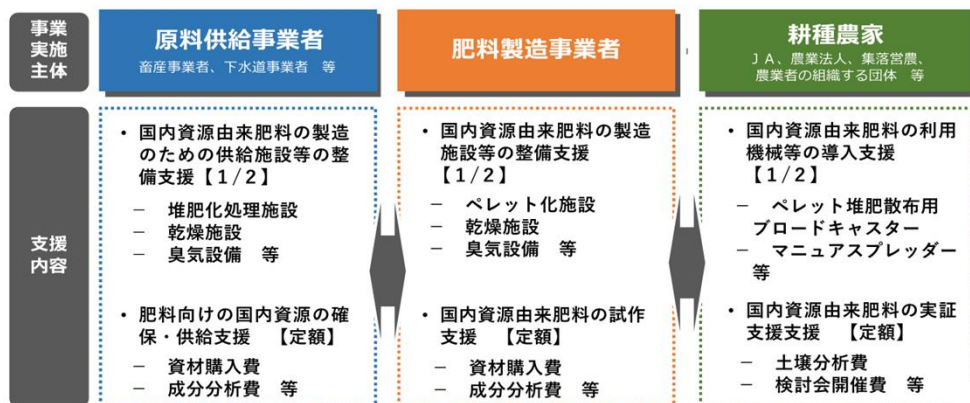 事業
実施
主体
原料供給事業者
畜産事業者、下水道事業者　等
肥料製造事業者
耕種農家
ＪＡ、農業法人、集落営農、
農業者の組織する団体　等
支援
内容
• 国内資源由来肥料の製造
のための供給施設等の整
備支援【１/２】
－　堆肥化処理施設
－　乾燥施設
－　臭気設備　等
• 肥料向けの国内資源の確
保・供給支援　【定額】
－　資材購入費
－　成分分析費　等
• 国内資源由来肥料の製造
施設等の整備支援
【１/２】
－　ペレット化施設
－　乾燥施設
－　臭気設備　等
• 国内資源由来肥料の試作
支援　【定額】
－　資材購入費
－　成分分析費　等
• 国内資源由来肥料の利用
機械等の導入支援
【１/２】
－　ペレット堆肥散布用
ブロードキャスター
－　マニュアスプレッダー
等
• 国内資源由来肥料の実証
支援支援　【定額】
－　土壌分析費
－　検討会開催費　等